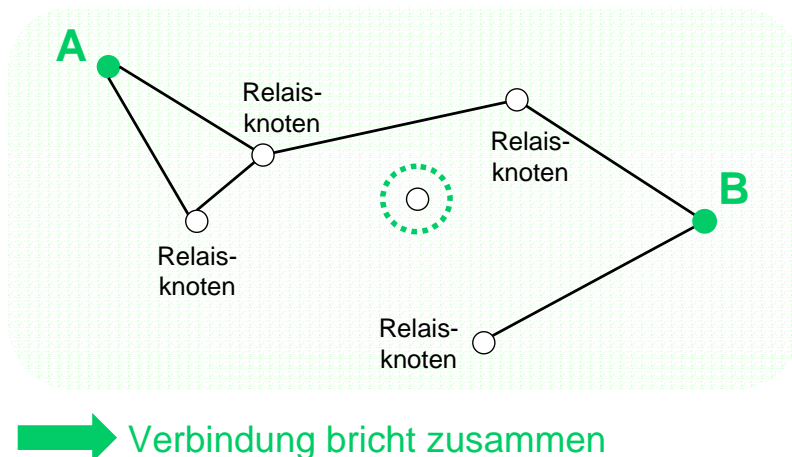 A
Relais-
knoten
Relais-
knoten
B
Relais-
knoten
Relais-
knoten
Verbindung bricht zusammen